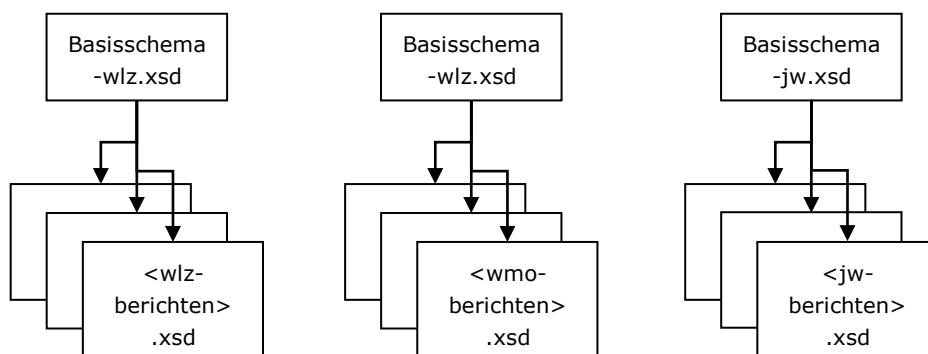 Basisschema
-wlz.xsd
Basisschema
-wlz.xsd
Basisschema
-jw.xsd
<wlz-
berichten>
.xsd
<wmo-
berichten>
.xsd
<jw-
berichten>
.xsd